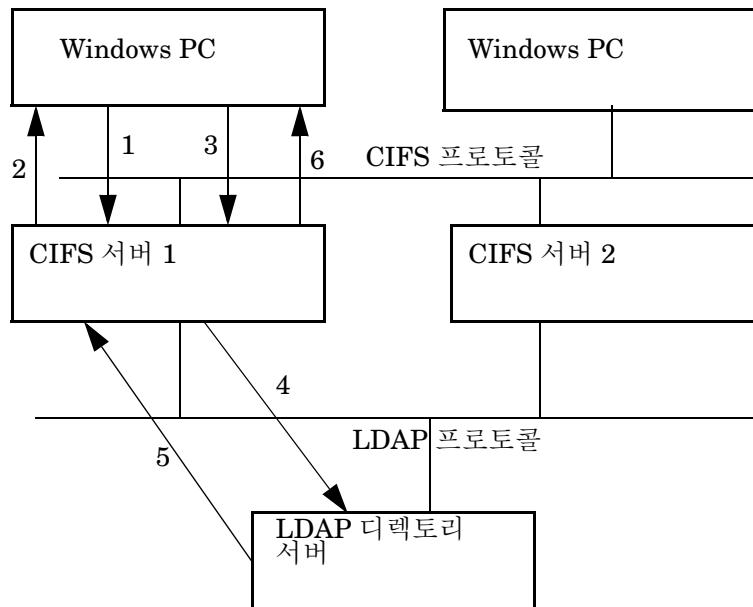 Windows PC
Windows PC
2
1
3
6
CIFS 프로토콜
CIFS 서버 1
CIFS 서버 2
4
5
LDAP 프로토콜
LDAP 디렉토리
서버